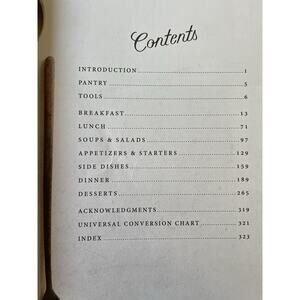 Contents
INTRODUCTION 1
PANTRY 5
TOOLS 6
BREAKFAST 13
LUNCH 71
SOUPS & SALADS 97
APPETIZERS & STARTERS 129
SIDE DISHES 159
DINNER 189
DESSERTS 265
ACKNOWLEDGMENTS 319
UNIVERSAL CONVERSION CHART 321
INDEX 323